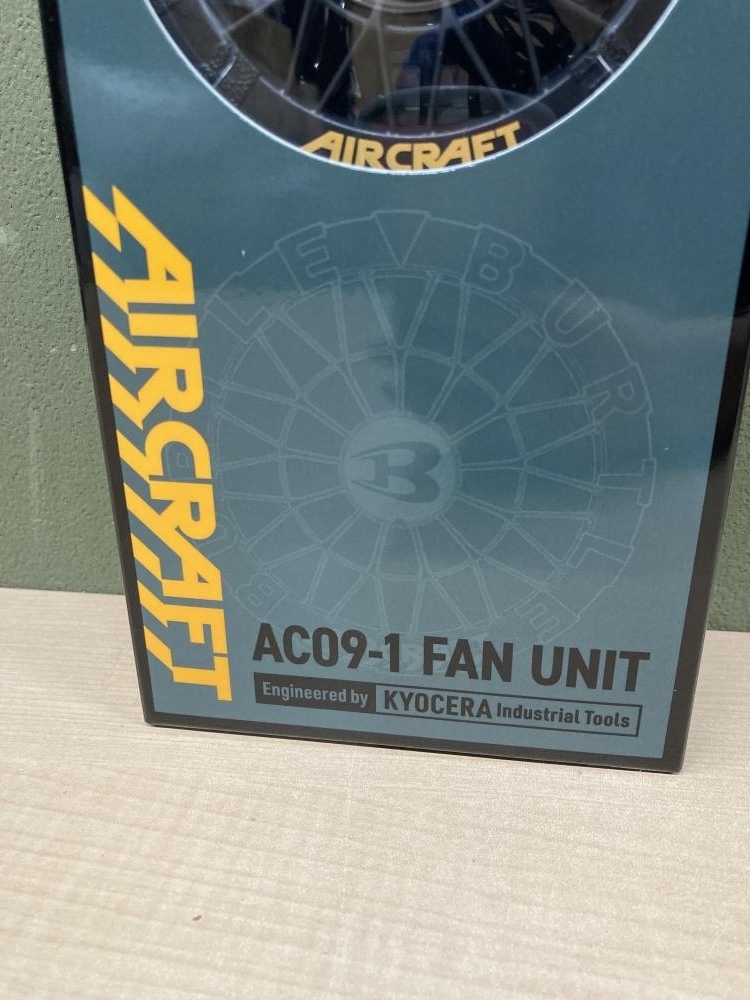 AIRCRAFT
AIRCRAFT
BURTLE
B
AC09-1 FAN UNIT
Engineered by KYOCERA Industrial Tools